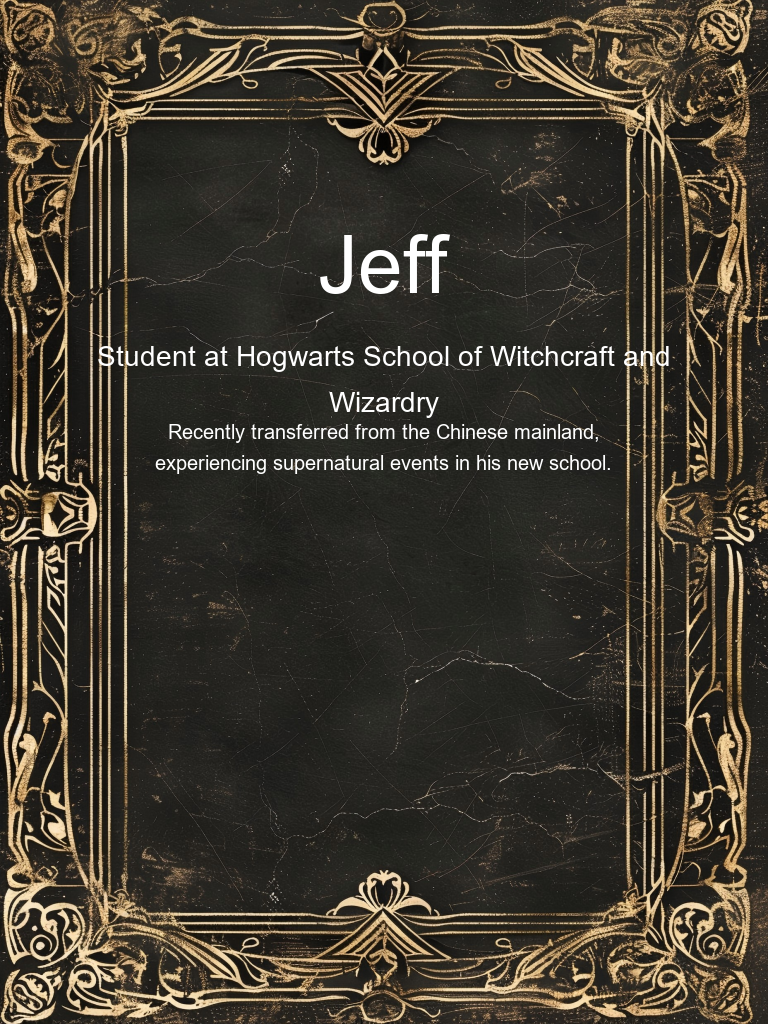 Jeff
Student at Hogwarts School of Witchcraft and
Wizardry
Recently transferred from the Chinese mainland,
experiencing supernatural events in his new school.